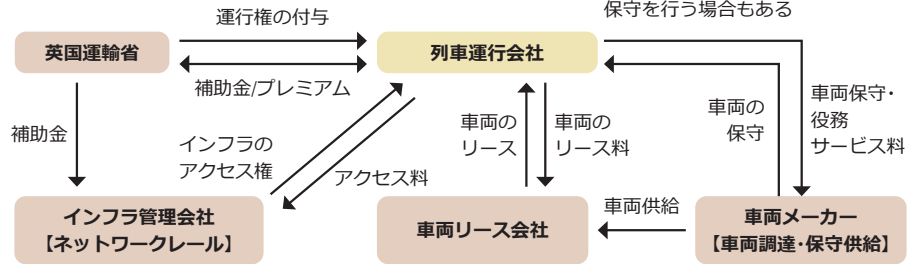 保守を行う場合もある
運行権の付与
英国運輸省
列車運行会社
補助金/プレミアム
補助金
インフラの
アクセス権
アクセス料
車両の
リース
車両の
リース料
車両の
保守
車両保守・
役務
サービス料
インフラ管理会社
【ネットワークレール】
車両リース会社
車両供給
車両メーカー
【車両調達・保守供給】